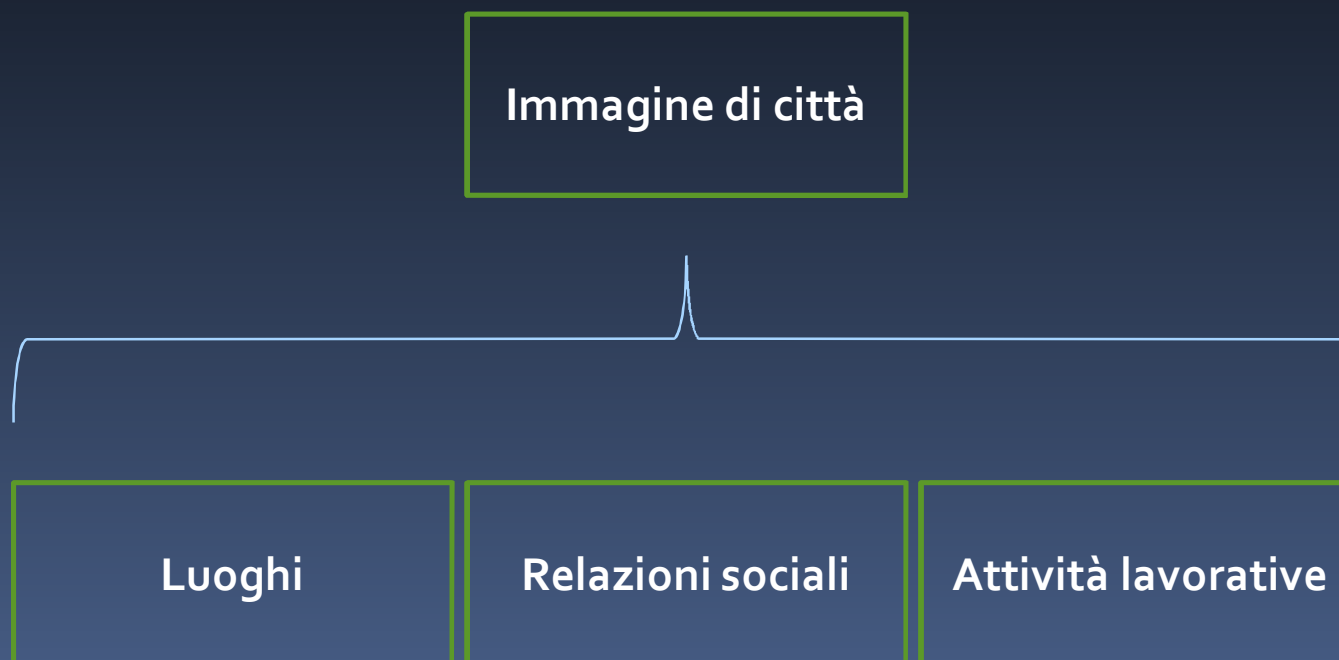 Immagine di città
Luoghi
Relazioni sociali
Attività lavorative